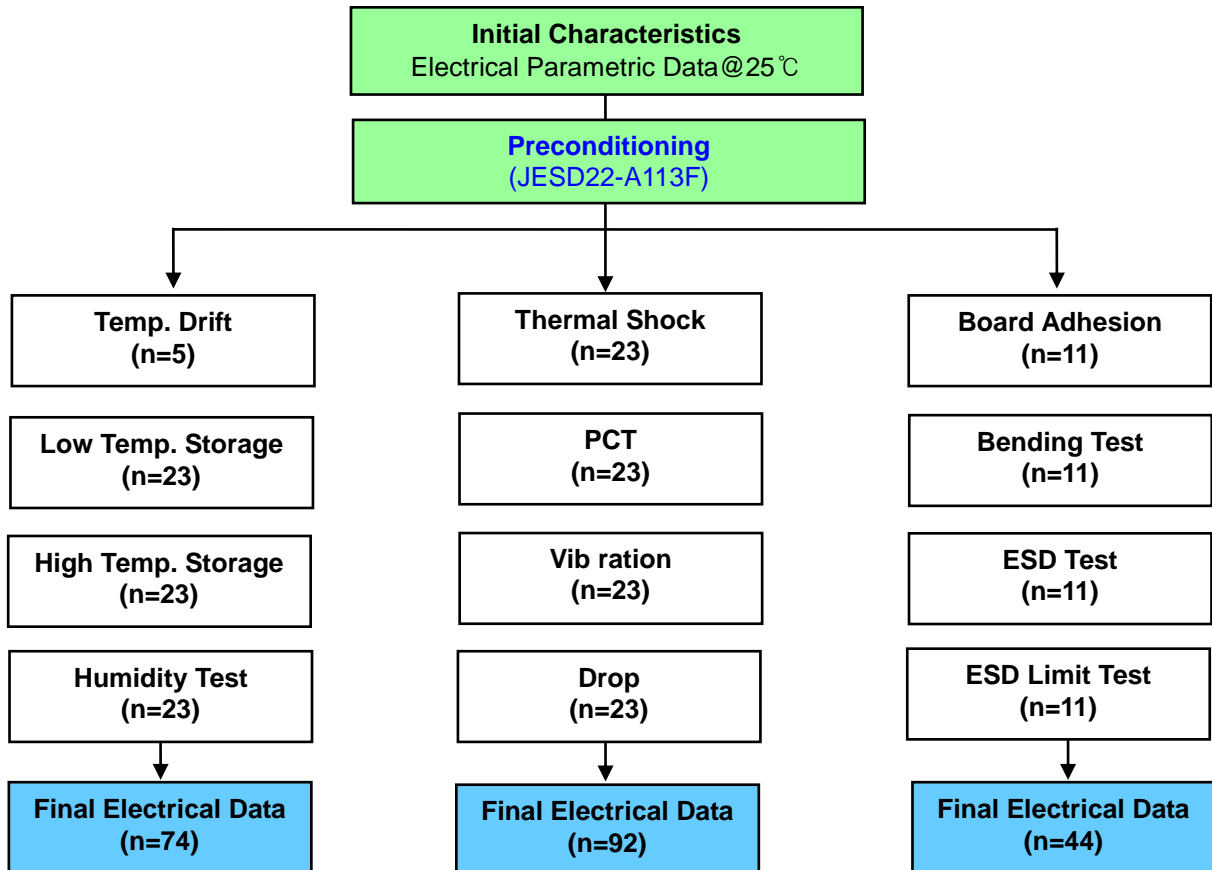 Initial Characteristics
Electrical Parametric Data@25℃
Preconditioning
(JESD22-A113F)
Temp. Drift
(n=5)
Low Temp. Storage
(n=23)
High Temp. Storage
(n=23)
Humidity Test
(n=23)
Final Electrical Data
(n=74)
Thermal Shock
(n=23)
PCT
(n=23)
Vib ration
(n=23)
Drop
(n=23)
Final Electrical Data
(n=92)
Board Adhesion
(n=11)
Bending Test
(n=11)
ESD Test
(n=11)
ESD Limit Test
(n=11)
Final Electrical Data
(n=44)